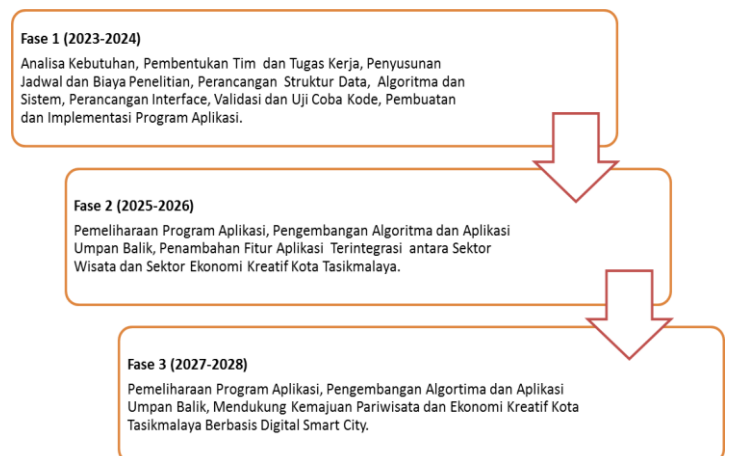 Fase 1 (2023-2024)
Analisa Kebutuhan, Pembentukan Tim dan Tugas Kerja, Penyusunan
Jadwal dan Biaya Penelitian, Perancangan Struktur Data, Algoritma dan
Sistem, Perancangan Interface, Validasi dan Uji Coba Kode, Pembuatan
dan Implementasi Program Aplikasi.
Fase 2 (2025-2026)
Pemeliharaan Program Aplikasi, Pengembangan Algoritma dan Aplikasi
Umpan Balik, Penambahan Fitur Aplikasi Terintegrasi antara Sektor
Wisata dan Sektor Ekonomi Kreatif Kota Tasikmalaya.
Fase 3 (2027-2028)
Pemeliharaan Program Aplikasi, Pengembangan Algortima dan Aplikasi
Umpan Balik, Mendukung Kemajuan Pariwisata dan Ekonomi Kreatif Kota
Tasikmalaya Berbasis Digital Smart City.